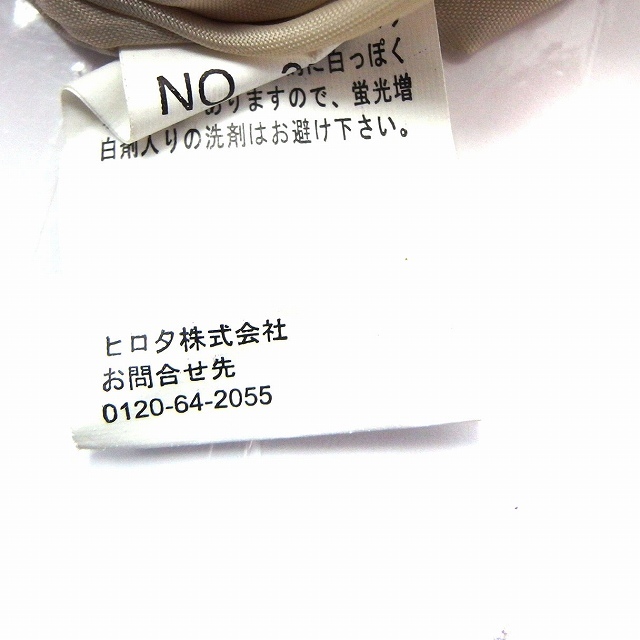 NO
に白っぽく
ありますので、蛍光増
白剤入りの洗剤はお避け下さい。
ヒロタ株式会社
お問合せ先
0120-64-2055